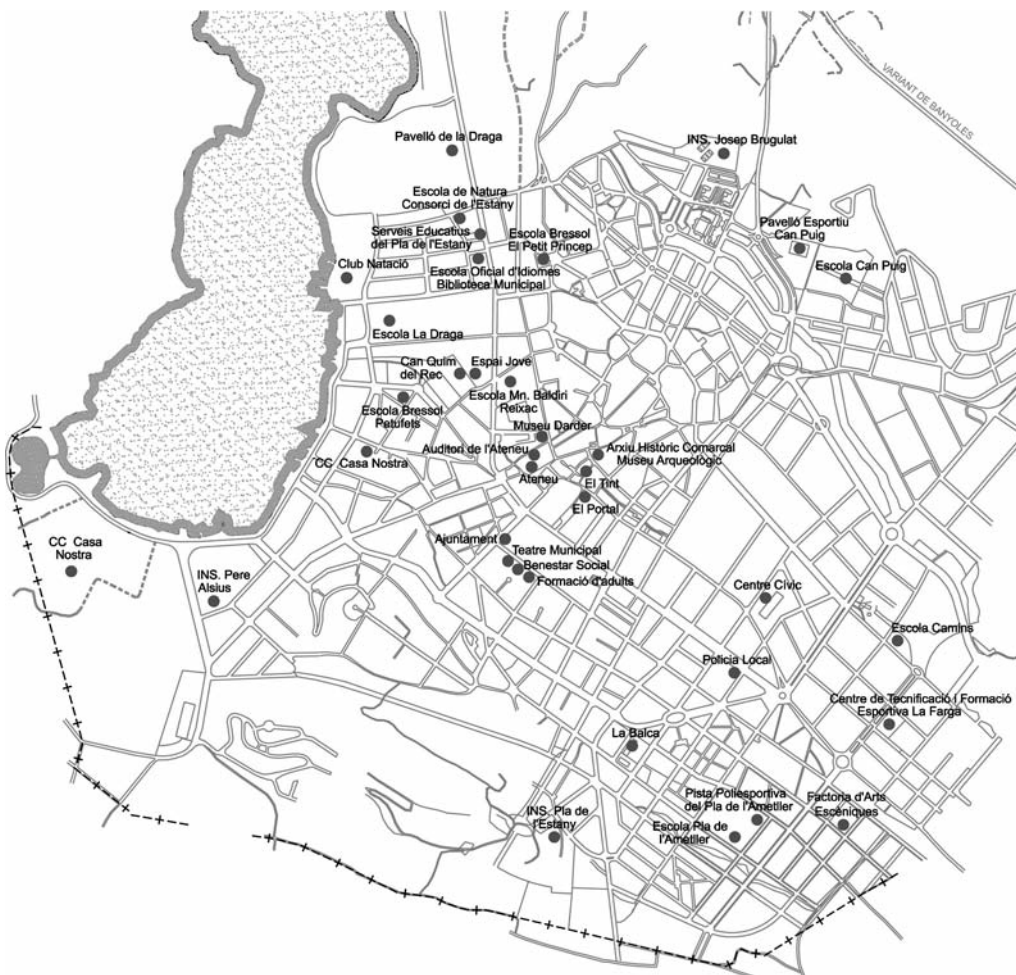 VARIANT DE BANYOLES
Pavelló de la Draga
INS. Josep Brugulat
Escola de Natura
Consorci de l'Estany
Serveis Educatius
del Pla de l'Estany
Escola Bressol
El Petit Príncep
Pavelló Esportiu
Can Puig
Escola Can Puig
Club Natació
Escola Oficial d'Idiomes
Biblioteca Municipal
Escola La Draga
Can Quim
del Rec
Espai Jove
Escola Mn. Baldiri
Reixac
Escola Bressol
Patufets
Museu Darder
Auditori de l'Ateneu
Arxiu Històric Comarcal
Museu Arqueològic
CC Casa Nostra
Ateneu
El Tint
El Portal
Ajuntament
Teatre Municipal
Benestar Social
Formació d'adults
CC Casa
Nostra
INS. Pere
Alsius
Centre Cívic
Escola Camins
Policia Local
Centre de Tecnificació I Formació
Esportiva La Farga
La Balca
Pista Poliesportiva
del Pla de l'Ametller
Factoria d'Arts
Escèniques
INS. Pla de
l'Estany
Escola Pla de
l'Ametller